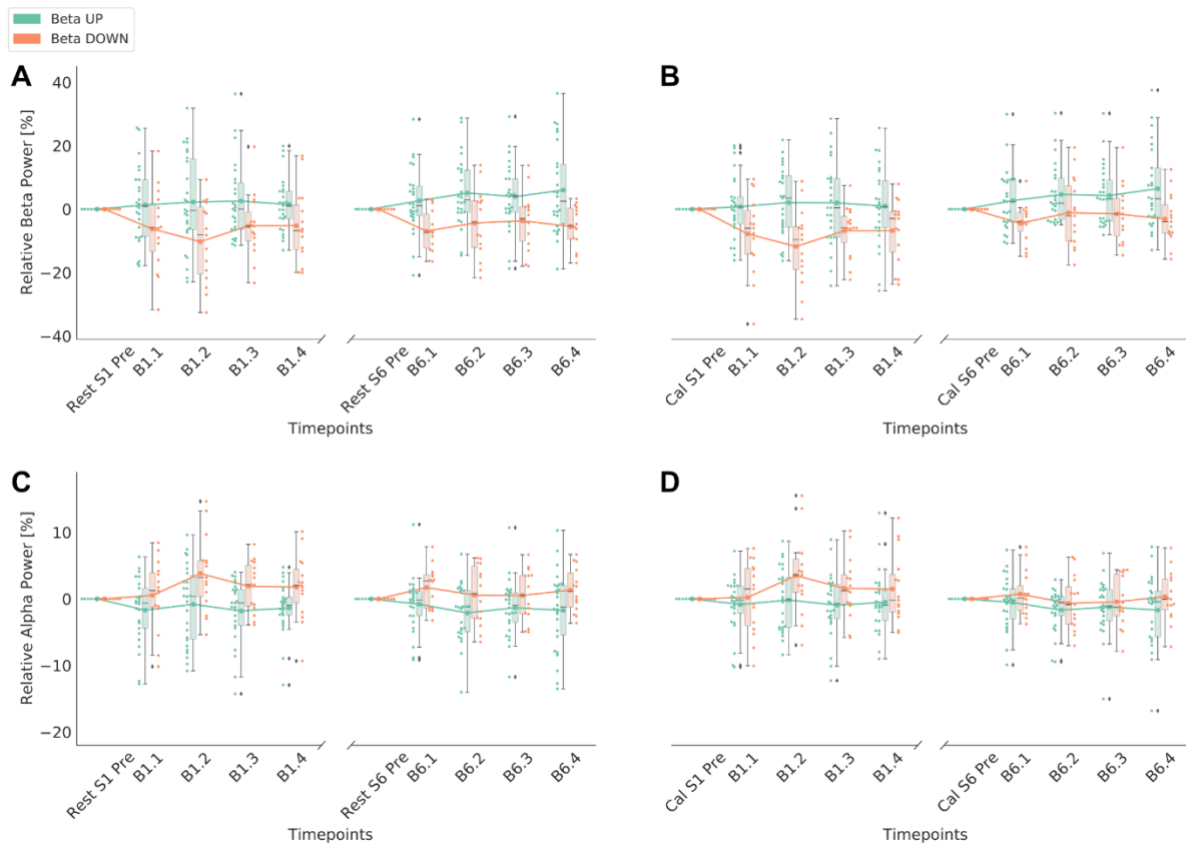 Beta UP
Beta DOWN
A
B
Relative Beta Power [%]
40
20
0
−20
−40
Rest S1 Pre
B1.1
B1.2
B1.3
B1.4
Rest S6 Pre
B6.1
B6.2
B6.3
B6.4
Timepoints
Cal S1 Pre
B1.1
B1.2
B1.3
B1.4
Cal S6 Pre
B6.1
B6.2
B6.3
B6.4
Timepoints
C
D
Relative Alpha Power [%]
10
0
−10
−20
Rest S1 Pre
B1.1
B1.2
B1.3
B1.4
Rest S6 Pre
B6.1
B6.2
B6.3
B6.4
Timepoints
Cal S1 Pre
B1.1
B1.2
B1.3
B1.4
Cal S6 Pre
B6.1
B6.2
B6.3
B6.4
Timepoints